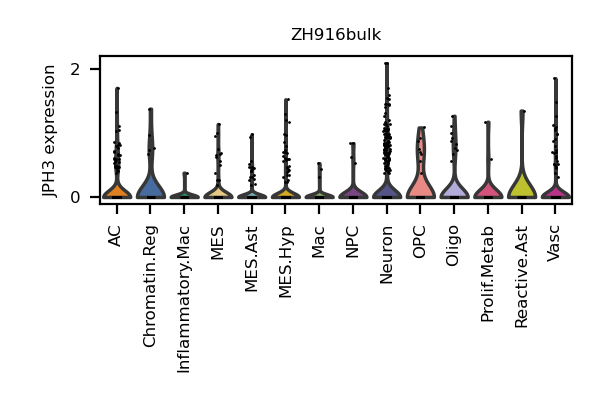 ZH916bulk
JPH3 expression
2
0
AC
Chromatin.Reg
Inflammatory.Mac
MES
MES.Ast
MES.Hyp
Mac
NPC
Neuron
OPC
Oligo
Prolif.Metab
Reactive.Ast
Vasc